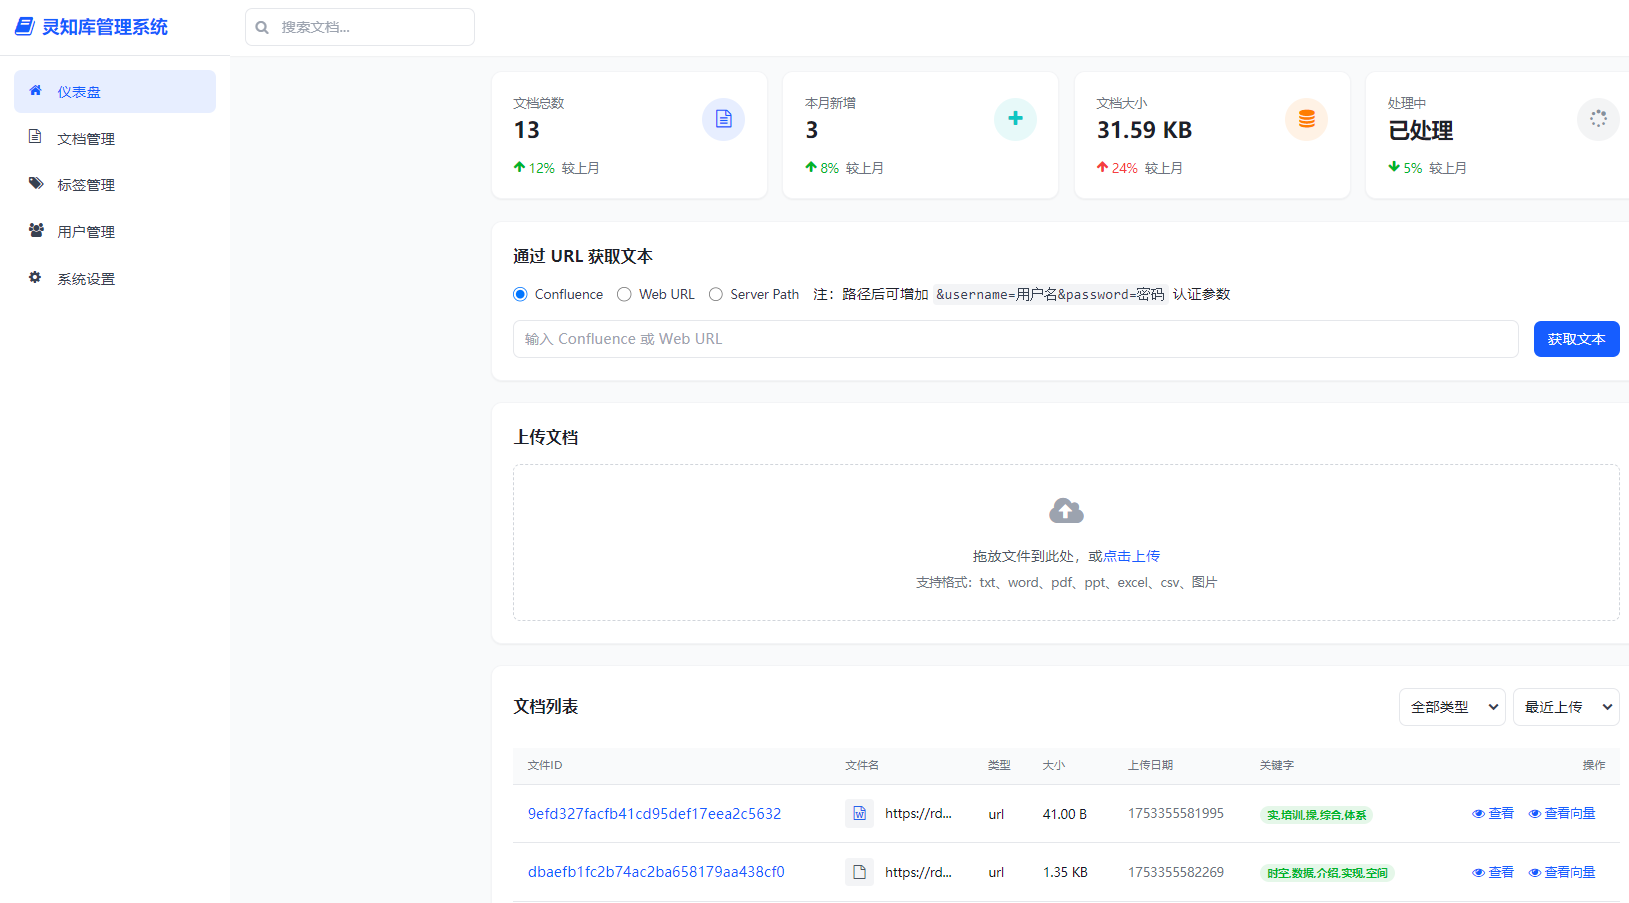 灵知库管理系统
搜索文档...
仪表盘
文档管理
标签管理
用户管理
系统设置
文档总数
13
12% 较上月
本月新增
3
8% 较上月
文档大小
31.59 KB
24% 较上月
处理中
已处理
5% 较上月
通过 URL 获取文本
Confluence Web URL Server Path 注：路径后可增加 &username=用户名&password=密码 认证参数
输入 Confluence 或 Web URL
获取文本
上传文档
拖放文件到此处，或点击上传
支持格式：txt、word、pdf、ppt、excel、csv、图片
文档列表
全部类型 最近上传
文件ID 文件名 类型 大小 上传日期 关键字 操作
9efd327facfb41cd95def17eea2c5632 https://rd... url 41.00 B 1753355581995 实,培训,操,综合,体系 查看 查看向量
dbaefb1fc2b74ac2ba658179aa438cf0 https://rd... url 1.35 KB 1753355582269 时空,数据,介绍,实现,空间 查看 查看向量